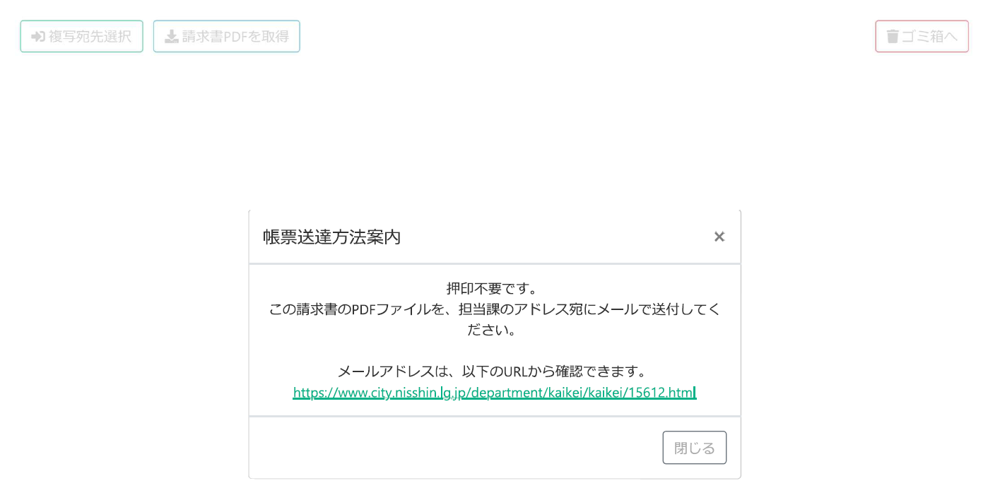 複写宛先選択
請求書PDFを取得
ゴミ箱へ
帳票送達方法案内
×
押印不要です。
この請求書のPDFファイルを、担当課のアドレス宛にメールで送付してく
ださい。
メールアドレスは、以下のURLから確認できます。
https://www.city.nisshin.lg.jp/department/kaikei/kaikei/15612.html
閉じる